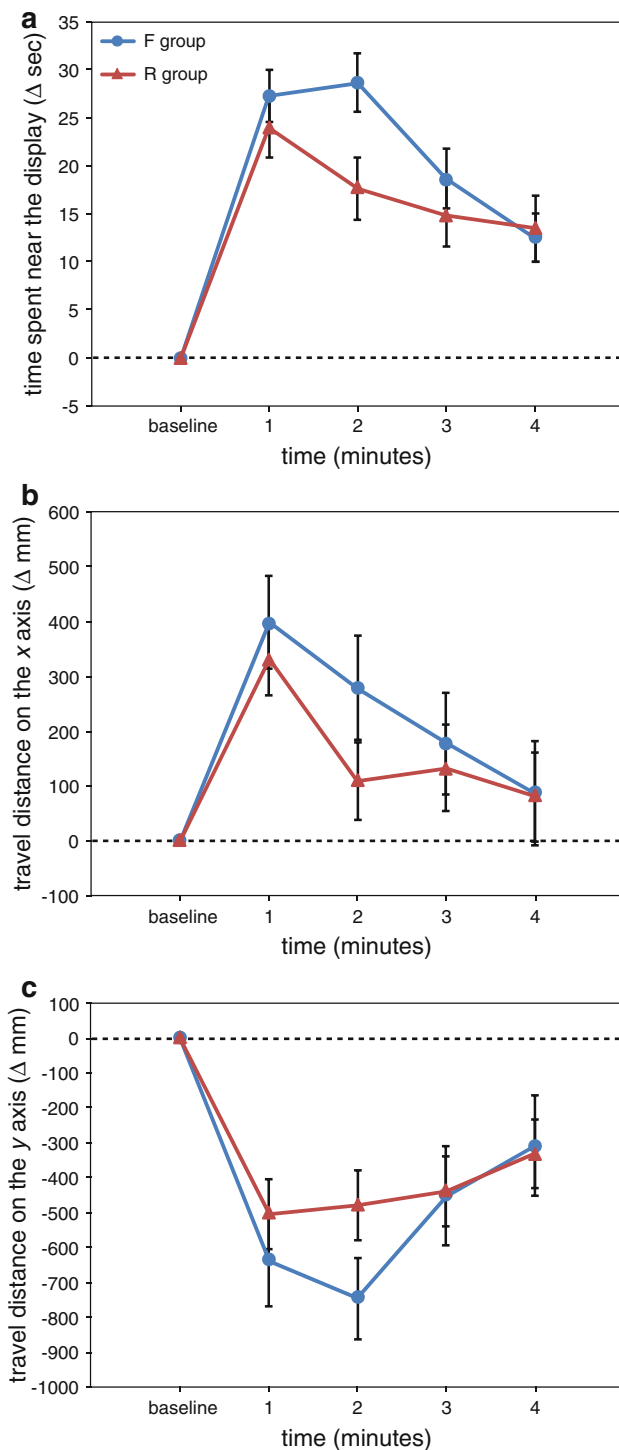 a
35
30
25
20
15
10
5
0
-5
time spent near the display (Δ sec)
F group
R group
baseline 1 2 3 4
time (minutes)
b
600
500
400
300
200
100
0
-100
travel distance on the x axis (Δ mm)
baseline 1 2 3 4
time (minutes)
c
100
0
-100
-200
-300
-400
-500
-600
-700
-800
-900
-1000
travel distance on the y axis (Δ mm)
baseline 1 2 3 4
time (minutes)